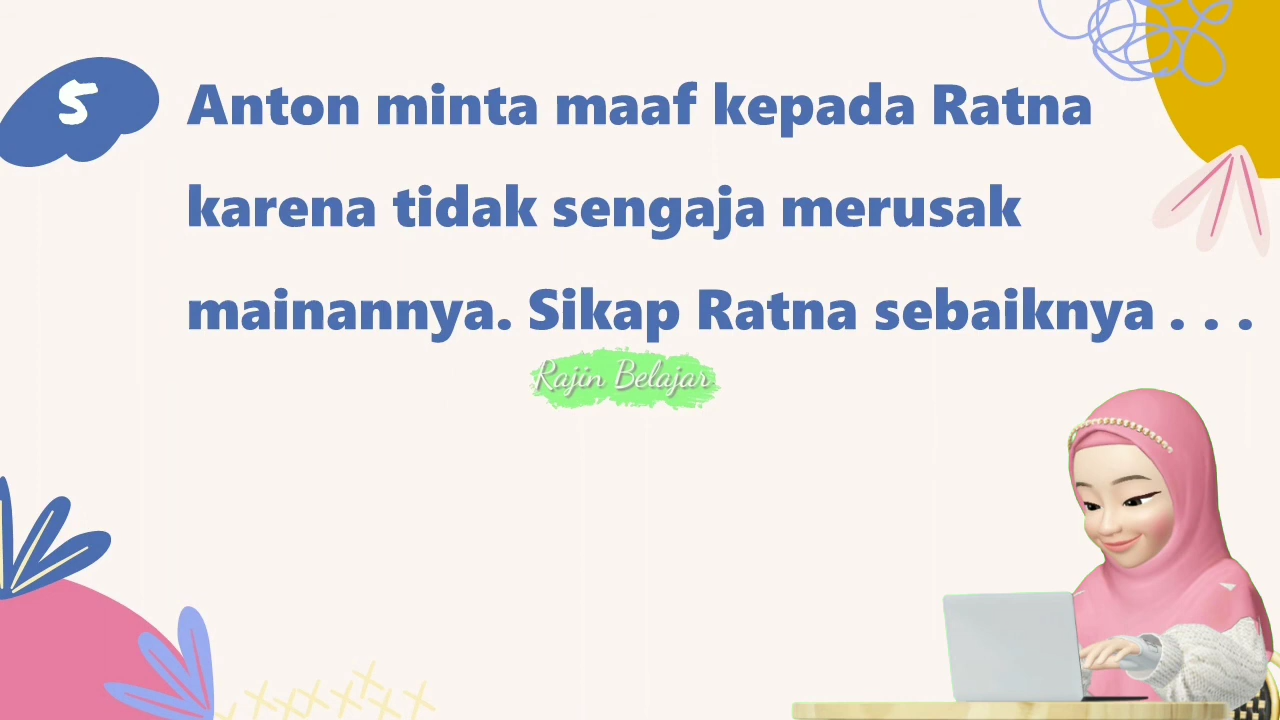 5
Anton minta maaf kepada Ratna
karena tidak sengaja merusak
mainannya. Sikap Ratna sebaiknya . . .
Rajin Belajar